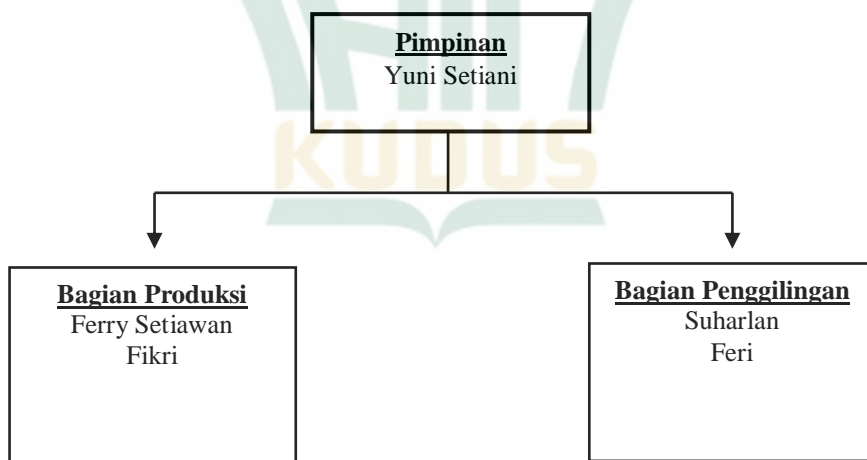 Pimpinan
Yuni Setiani
KUDUS
Bagian Produksi
Ferry Setiawan
Fikri
Bagian Penggilingan
Suharlan
Feri